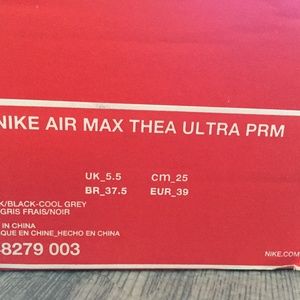 NIKE AIR MAX THEA ULTRA PRM
UK_5.5 cm_25
BR_37.5 EUR_39
K/BLACK-COOL GREY
GRIS FRAIS/NOIR
IN CHINA
QUE EN CHINE_HECHO EN CHINA
8279 003
NIKE.COM